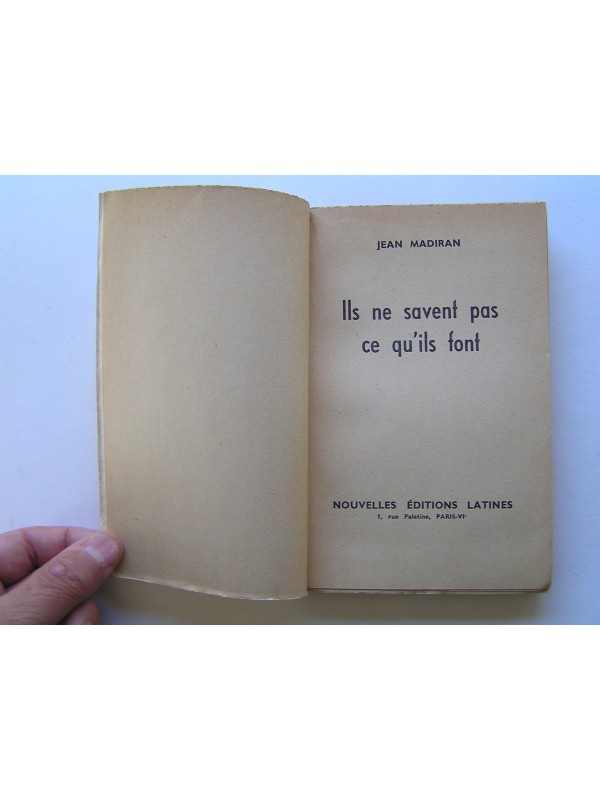 JEAN MADIRAN
Ils ne savent pas
ce qu'ils font
NOUVELLES ÉDITIONS LATINES
1, rue Palatine, PARIS-VIᵉ